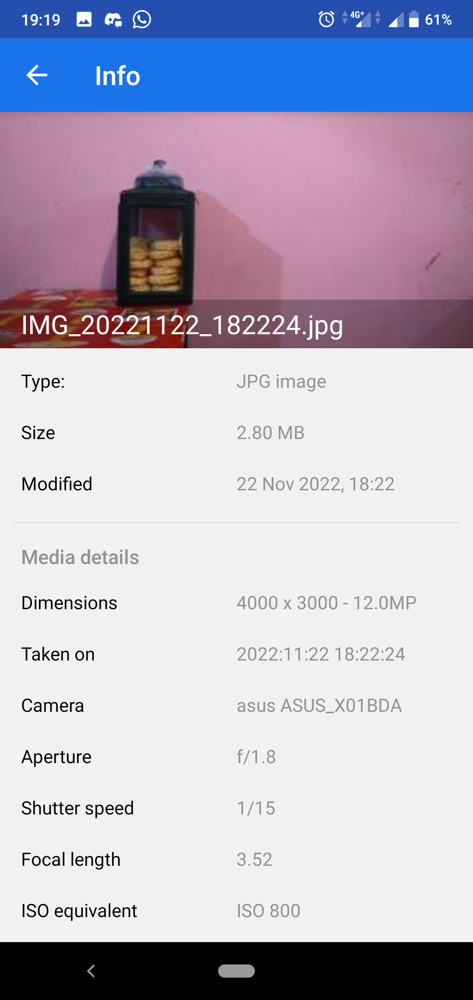 19:19 4G+ 61%
Info
IMG_20221122_182224.jpg
Type: JPG image
Size 2.80 MB
Modified 22 Nov 2022, 18:22
Media details
Dimensions 4000 x 3000 - 12.0MP
Taken on 2022:11:22 18:22:24
Camera asus ASUS_X01BDA
Aperture f/1.8
Shutter speed 1/15
Focal length 3.52
ISO equivalent ISO 800